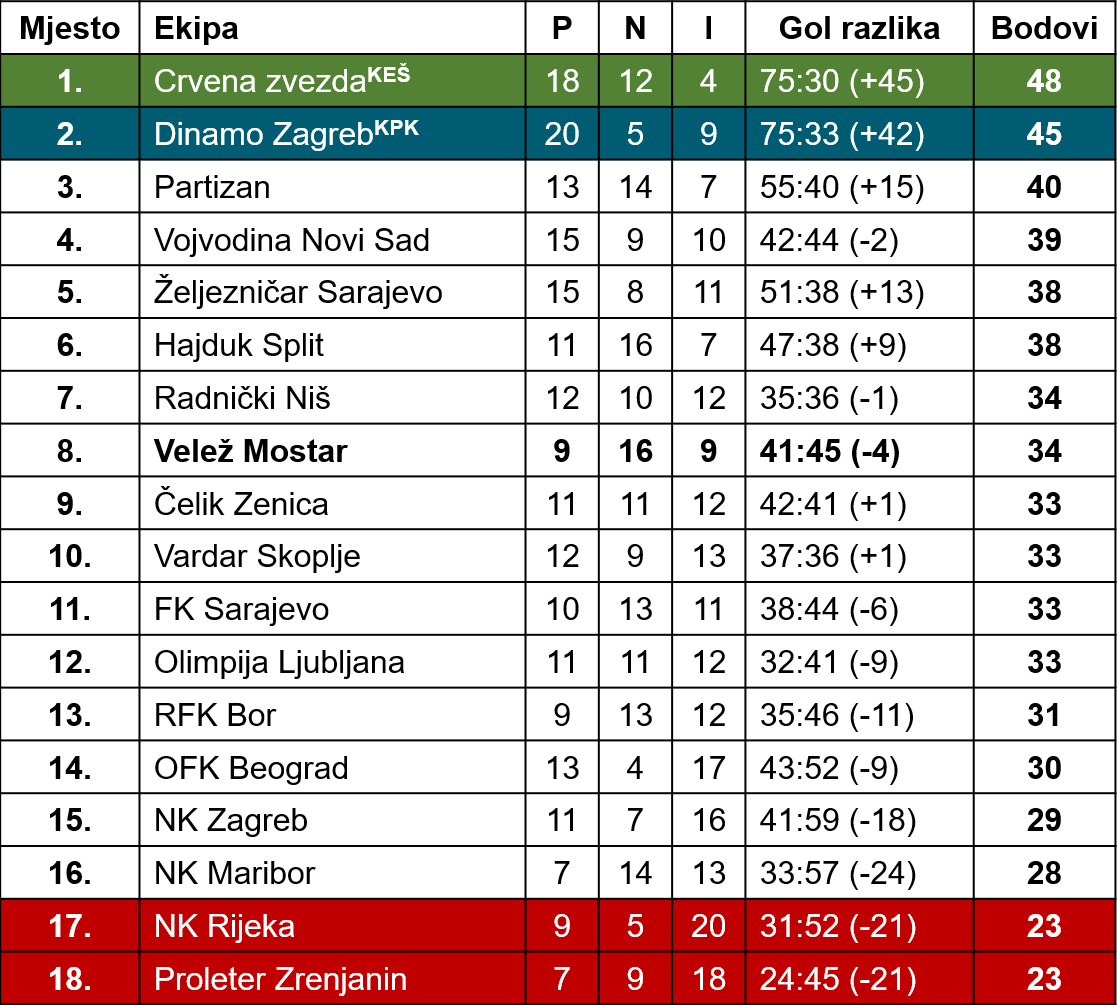 Mjesto Ekipa P N I Gol razlika Bodovi
1. Crvena zvezdaKEŠ 18 12 4 75:30 (+45) 48
2. Dinamo ZagrebKPK 20 5 9 75:33 (+42) 45
3. Partizan 13 14 7 55:40 (+15) 40
4. Vojvodina Novi Sad 15 9 10 42:44 (-2) 39
5. Željezničar Sarajevo 15 8 11 51:38 (+13) 38
6. Hajduk Split 11 16 7 47:38 (+9) 38
7. Radnički Niš 12 10 12 35:36 (-1) 34
8. Velež Mostar 9 16 9 41:45 (-4) 34
9. Čelik Zenica 11 11 12 42:41 (+1) 33
10. Vardar Skoplje 12 9 13 37:36 (+1) 33
11. FK Sarajevo 10 13 11 38:44 (-6) 33
12. Olimpija Ljubljana 11 11 12 32:41 (-9) 33
13. RFK Bor 9 13 12 35:46 (-11) 31
14. OFK Beograd 13 4 17 43:52 (-9) 30
15. NK Zagreb 11 7 16 41:59 (-18) 29
16. NK Maribor 7 14 13 33:57 (-24) 28
17. NK Rijeka 9 5 20 31:52 (-21) 23
18. Proleter Zrenjanin 7 9 18 24:45 (-21) 23